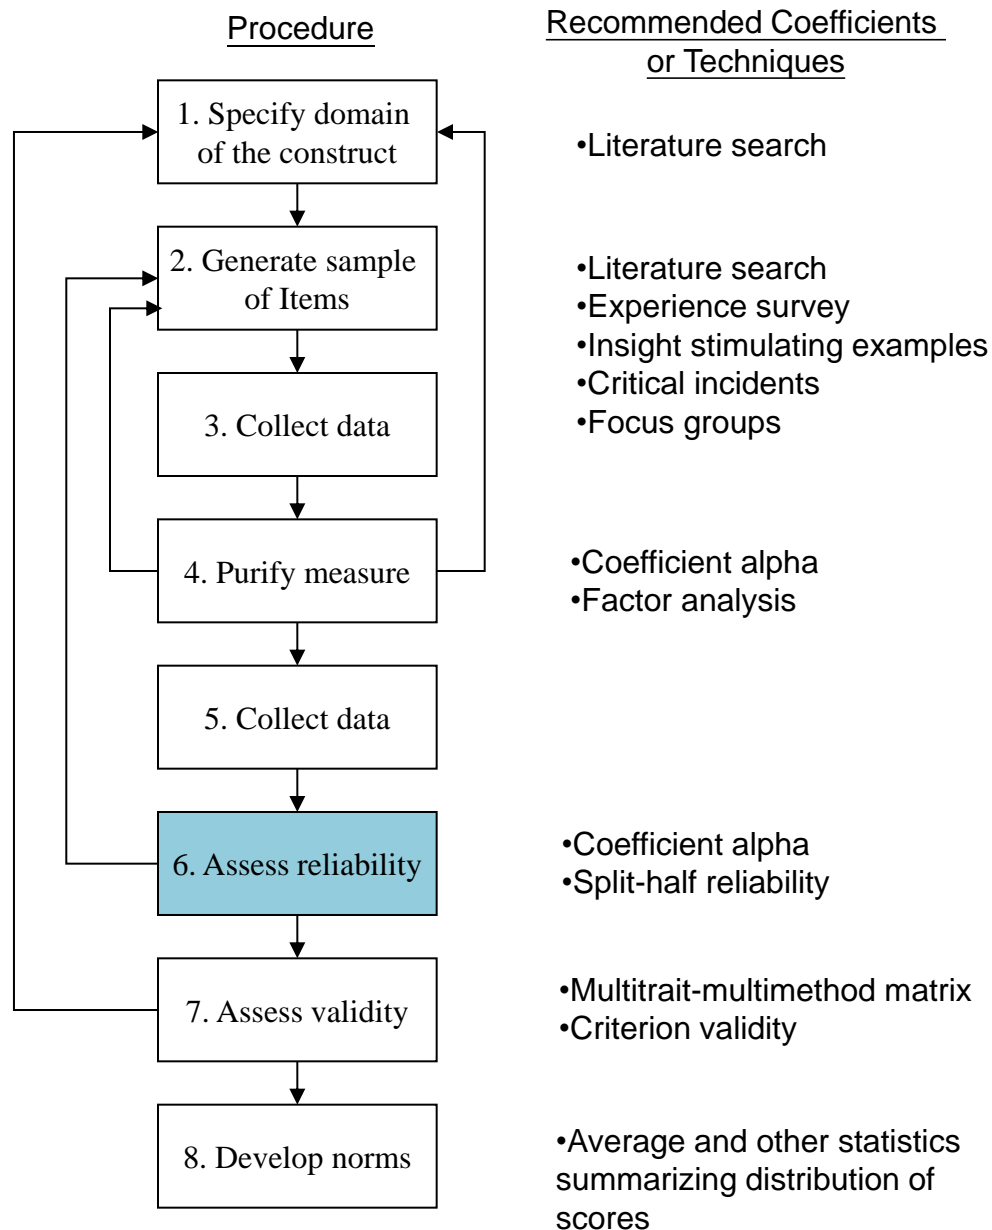 Procedure
Recommended Coefficients
or Techniques
1. Specify domain
of the construct
•Literature search
2. Generate sample
of Items
•Literature search
•Experience survey
•Insight stimulating examples
•Critical incidents
•Focus groups
3. Collect data
4. Purify measure
•Coefficient alpha
•Factor analysis
5. Collect data
6. Assess reliability
•Coefficient alpha
•Split-half reliability
7. Assess validity
•Multitrait-multimethod matrix
•Criterion validity
8. Develop norms
•Average and other statistics
summarizing distribution of
scores